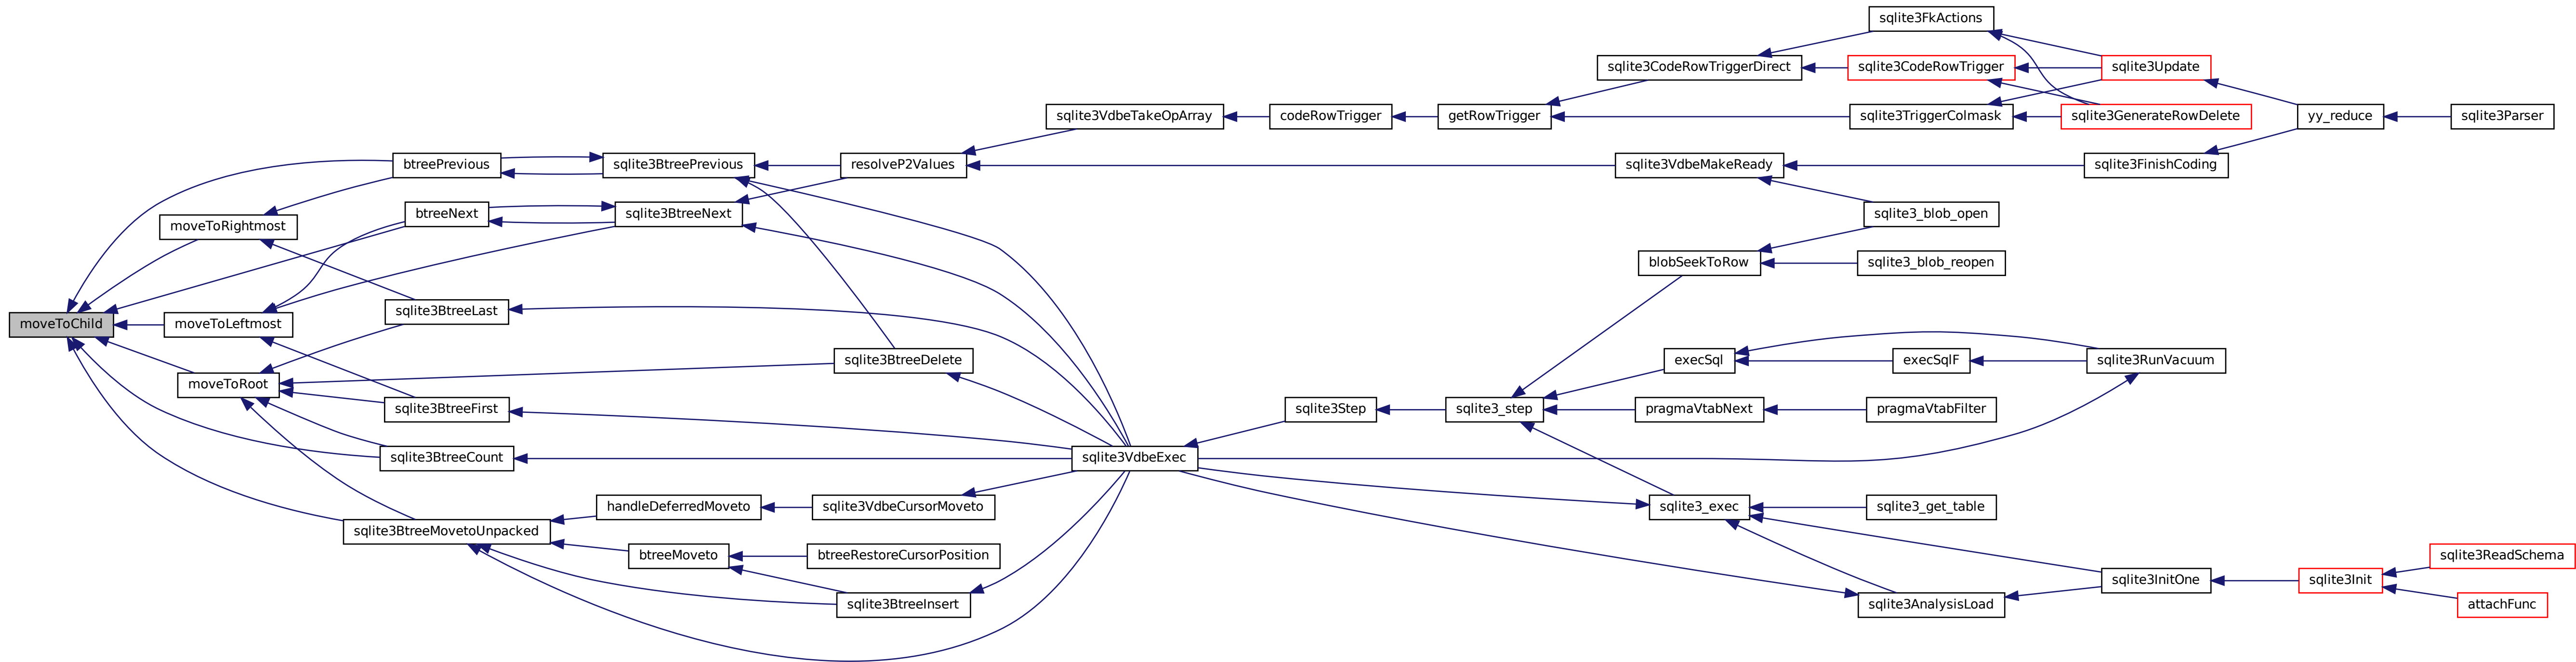 sqlite3FkActions
sqlite3CodeRowTriggerDirect
sqlite3CodeRowTrigger
sqlite3Update
sqlite3VdbeTakeOpArray
codeRowTrigger
getRowTrigger
sqlite3TriggerColmask
sqlite3GenerateRowDelete
yy_reduce
sqlite3Parser
btreePrevious
sqlite3BtreePrevious
resolveP2Values
sqlite3VdbeMakeReady
sqlite3FinishCoding
moveToRightmost
btreeNext
sqlite3BtreeNext
sqlite3_blob_open
blobSeekToRow
sqlite3_blob_reopen
moveToChild
moveToLeftmost
sqlite3BtreeLast
sqlite3BtreeDelete
execSql
execSqlF
sqlite3RunVacuum
moveToRoot
sqlite3BtreeFirst
sqlite3Step
sqlite3_step
pragmaVtabNext
pragmaVtabFilter
sqlite3BtreeCount
sqlite3VdbeExec
handleDeferredMoveto
sqlite3VdbeCursorMoveto
sqlite3_exec
sqlite3_get_table
sqlite3BtreeMovetoUnpacked
btreeMoveto
btreeRestoreCursorPosition
sqlite3ReadSchema
sqlite3InitOne
sqlite3Init
sqlite3BtreeInsert
sqlite3AnalysisLoad
attachFunc